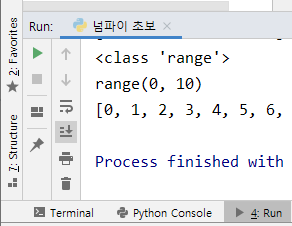 Run: 넘파이 초보
<class 'range'>
range(0, 10)
[0, 1, 2, 3, 4, 5, 6,
Process finished with
2: Favorites
7: Structure
Terminal Python Console 4: Run